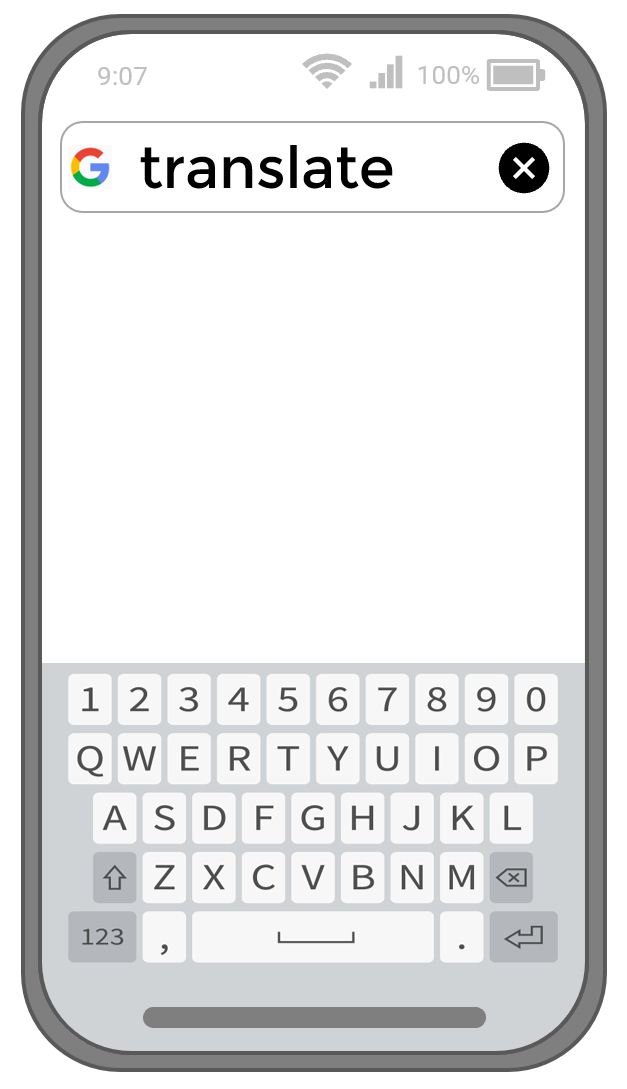 9:07 100%
translate
1 2 3 4 5 6 7 8 9 0
Q W E R T Y U I O P
A S D F G H J K L
Z X C V B N M
123 , .